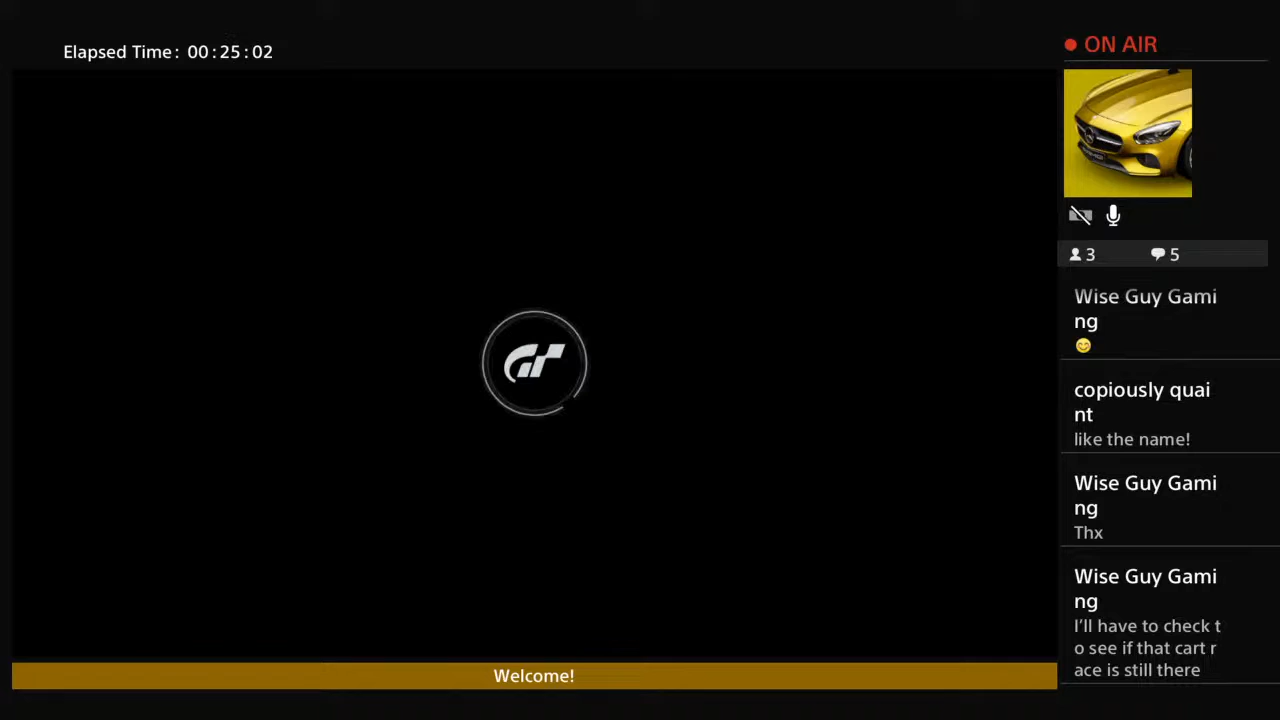 Elapsed Time: 00:25:02
ON AIR
3
5
Wise Guy Gami
ng
😊
copiously quai
nt
like the name!
Wise Guy Gami
ng
Thx
Wise Guy Gami
ng
I'll have to check t
o see if that cart r
ace is still there
GT
Welcome!